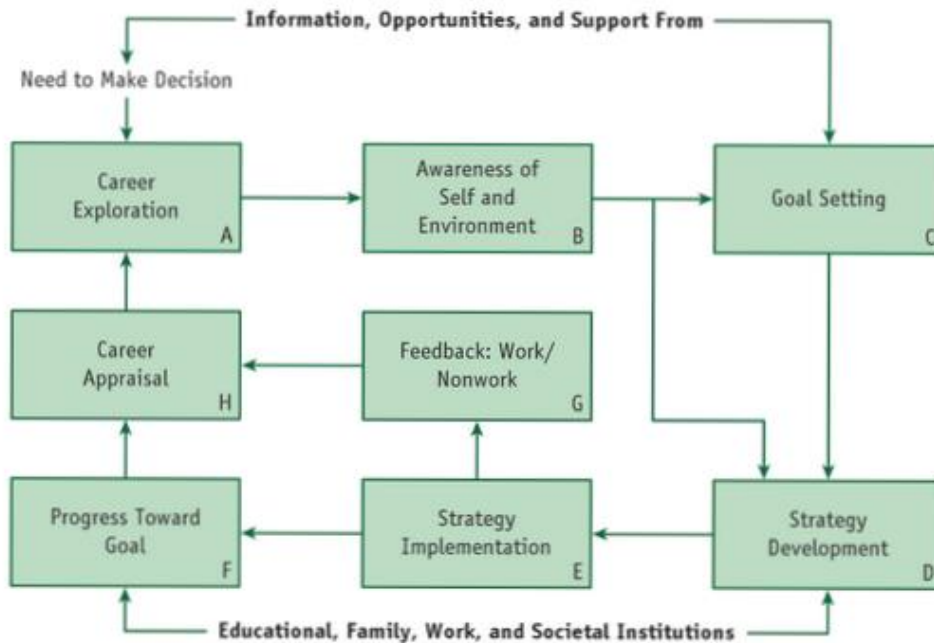 Information, Opportunities, and Support From
Need to Make Decision
Career
Exploration
A
Awareness of
Self and
Environment
B
Goal Setting
C
Career
Appraisal
H
Feedback: Work/
Nonwork
G
Progress Toward
Goal
F
Strategy
Implementation
E
Strategy
Development
D
Educational, Family, Work, and Societal Institutions